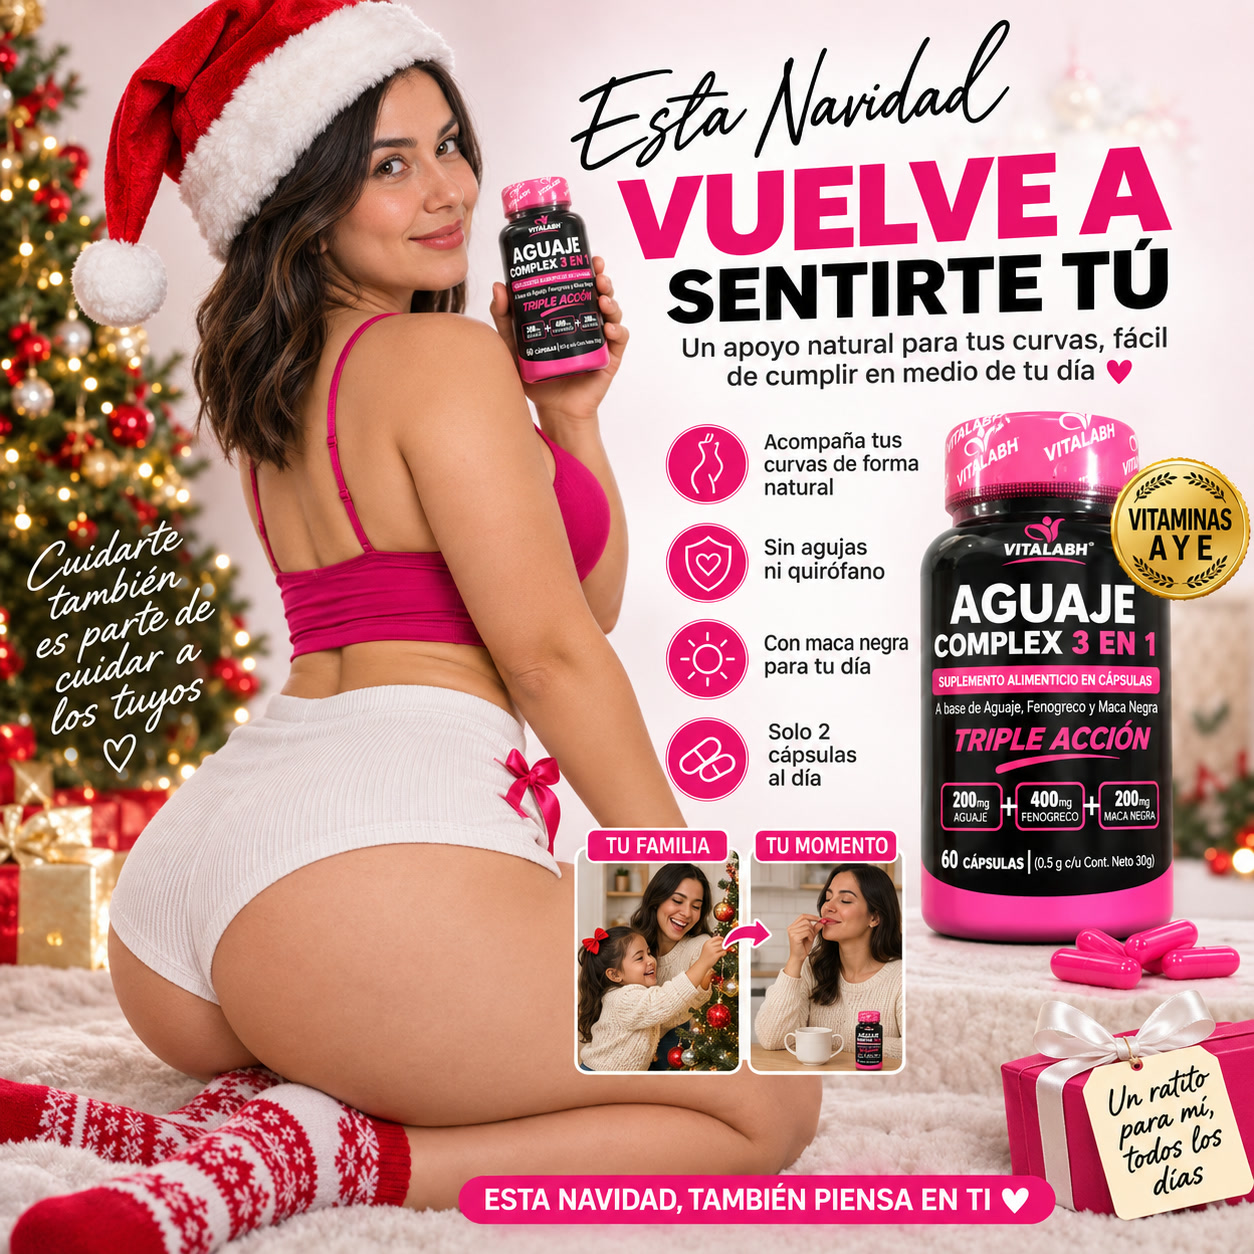 Esta Navidad
VUELVE A
SENTIRTE TÚ
Un apoyo natural para tus curvas, fácil
de cumplir en medio de tu día
Acompaña tus
curvas de forma
natural
Sin agujas
ni quirófano
Con maca negra
para tu día
Solo 2
cápsulas
al día
Cuidarte
también
es parte de
cuidar a
los tuyos
VITALABH
AGUAJE
COMPLEX 3 EN 1
TRIPLE ACCIÓN
60 CÁPSULAS
VITALABH
VITALABH
VITALABH
VITALABH
AGUAJE
COMPLEX 3 EN 1
SUPLEMENTO ALIMENTICIO EN CÁPSULAS
A base de Aguaje, Fenogreco y Maca Negra
TRIPLE ACCIÓN
200mg + 400mg + 200mg
AGUAJE FENOGRECO MACA NEGRA
60 CÁPSULAS | (0.5 g c/u Cont. Neto 30g)
VITAMINAS
A Y E
TU FAMILIA
TU MOMENTO
Un ratito
para mí,
todos los
días
ESTA NAVIDAD, TAMBIÉN PIENSA EN TI